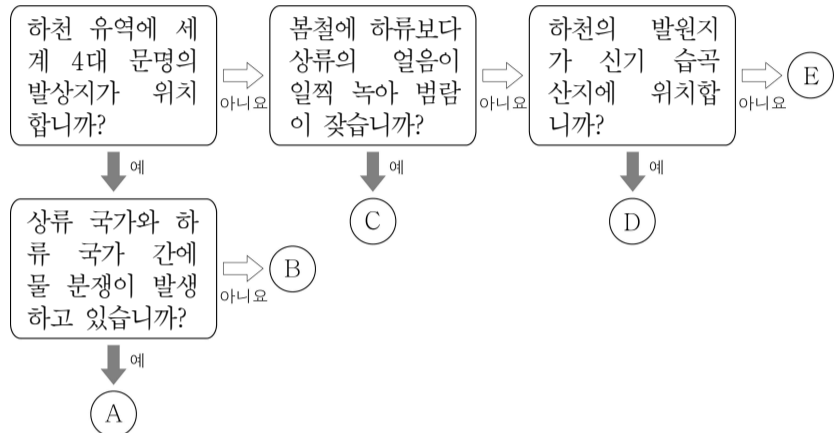 하천 유역에 세
계 4대 문명의
발상지가 위치
합니까?
아니요
예
봄철에 하류보다
상류의 얼음이
일찍 녹아 범람
이 잦습니까?
아니요
예
하천의 발원지
가 신기 습곡
산지에 위치합
니까?
아니요
예
E
상류 국가와 하
류 국가 간에
물 분쟁이 발생
하고 있습니까?
아니요
예
B
C
D
A